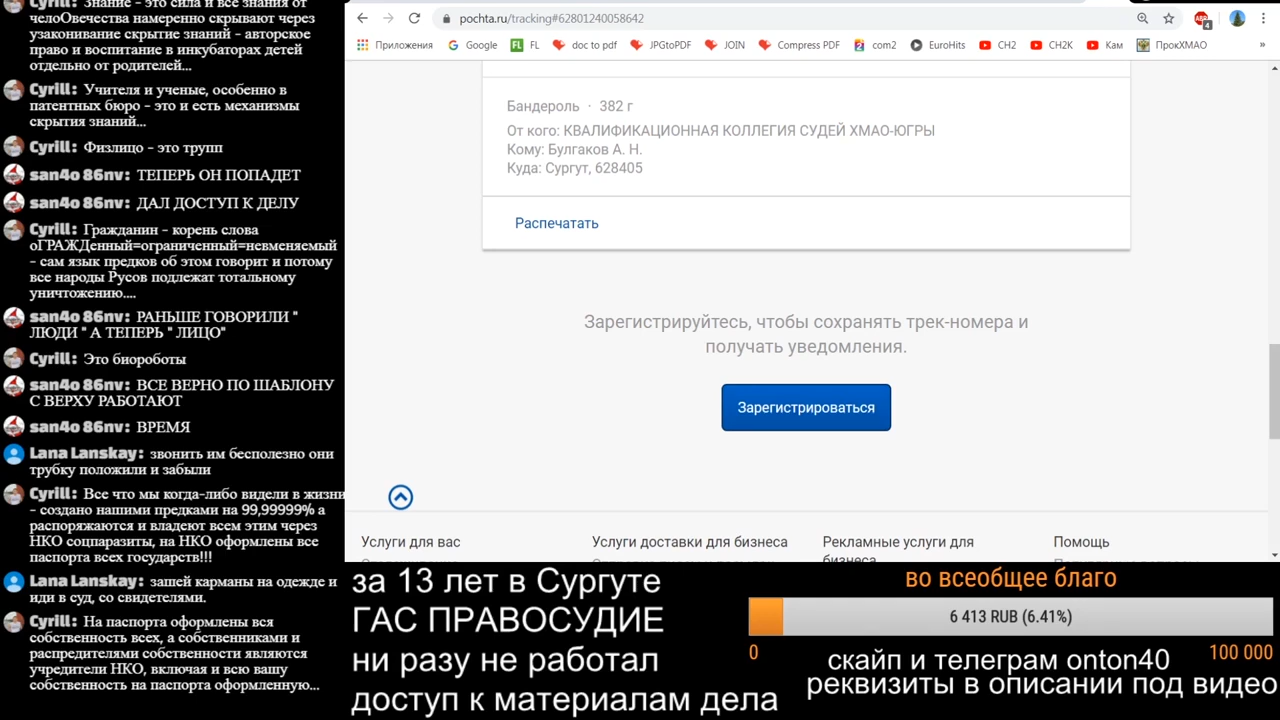 Cyrill: Знание - это сила и все знания от
челоОвечества намеренно скрывают через
узаконивание скрытие знаний - авторское
право и воспитание в инкубаторах детей
отдельно от родителей...
Cyrill: Учителя и ученые, особенно в
патентных бюро - это и есть механизмы
скрытия знаний...
Cyrill: Физлицо - это трупп
san4o 86nv: ТЕПЕРЬ ОН ПОПАДЕТ
san4o 86nv: ДАЛ ДОСТУП К ДЕЛУ
Cyrill: Гражданин - корень слова
оГРАЖДенный=ограниченный=невменяемый
- сам язык предков об этом говорит и потому
все народы Русов подлежат тотальному
уничтожению....
san4o 86nv: РАНЬШЕ ГОВОРИЛИ "
ЛЮДИ " А ТЕПЕРЬ " ЛИЦО"
Cyrill: Это биороботы
san4o 86nv: ВСЕ ВЕРНО ПО ШАБЛОНУ
С ВЕРХУ РАБОТАЮТ
san4o 86nv: ВРЕМЯ
Lana Lanskay: звонить им бесполезно они
трубку положили и забыли
Cyrill: Все что мы когда-либо видели в жизни
- создано нашими предками на 99,99999% а
распоряжаются и владеют всем этим через
НКО соцпаразиты, на НКО оформлены все
паспорта всех государств!!!
Lana Lanskay: зашей карманы на одежде и
иди в суд, со свидетелями.
Cyrill: На паспорта оформлены вся
собственность всех, а собственниками и
распредилями собственности являются
учредители НКО, включая и всю вашу
собственность на паспорта оформленную...
pochta.ru/tracking#62801240058642
ABP
4
Приложения
Google
FL
FL
doc to pdf
JPGtoPDF
JOIN
Compress PDF
com2
EuroHits
CH2
CH2K
Кам
ПрокХМАО
»
Бандероль · 382 г
От кого: КВАЛИФИКАЦИОННАЯ КОЛЛЕГИЯ СУДЕЙ ХМАО-ЮГРЫ
Кому: Булгаков А. Н.
Куда: Сургут, 628405
Распечатать
Зарегистрируйтесь, чтобы сохранять трек-номера и
получать уведомления.
Зарегистрироваться
Услуги для вас
Услуги доставки для бизнеса
Рекламные услуги для
бизнеса
Помощь
за 13 лет в Сургуте
ГАС ПРАВОСУДИЕ
ни разу не работал
доступ к материалам дела
во всеобщее благо
6 413 RUB (6.41%)
0
100 000
скайп и телеграм onton40
реквизиты в описании под видео